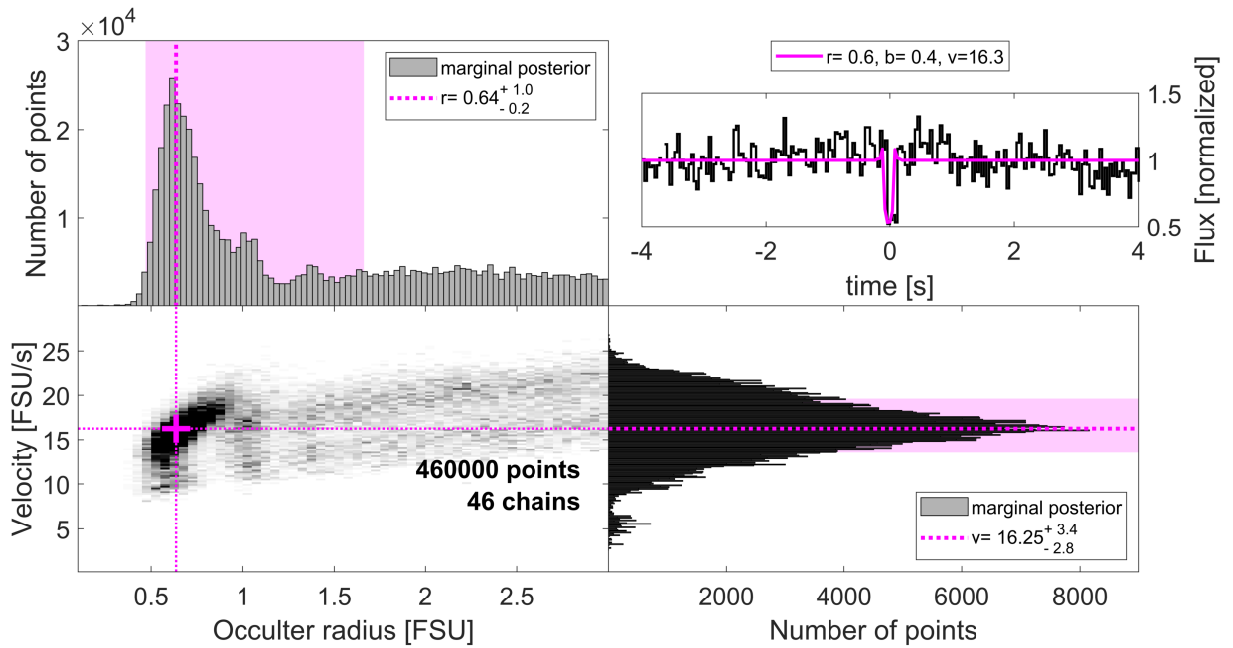 ×10^4
3
2
1
Number of points
marginal posterior
r= 0.64 + 1.0 - 0.2
r= 0.6, b= 0.4, v=16.3
1.5
1
0.5
Flux [normalized]
-4 -2 0 2 4
time [s]
25
20
15
10
5
Velocity [FSU/s]
460000 points
46 chains
0.5 1 1.5 2 2.5
Occulter radius [FSU]
marginal posterior
v= 16.25 + 3.4 - 2.8
2000 4000 6000 8000
Number of points